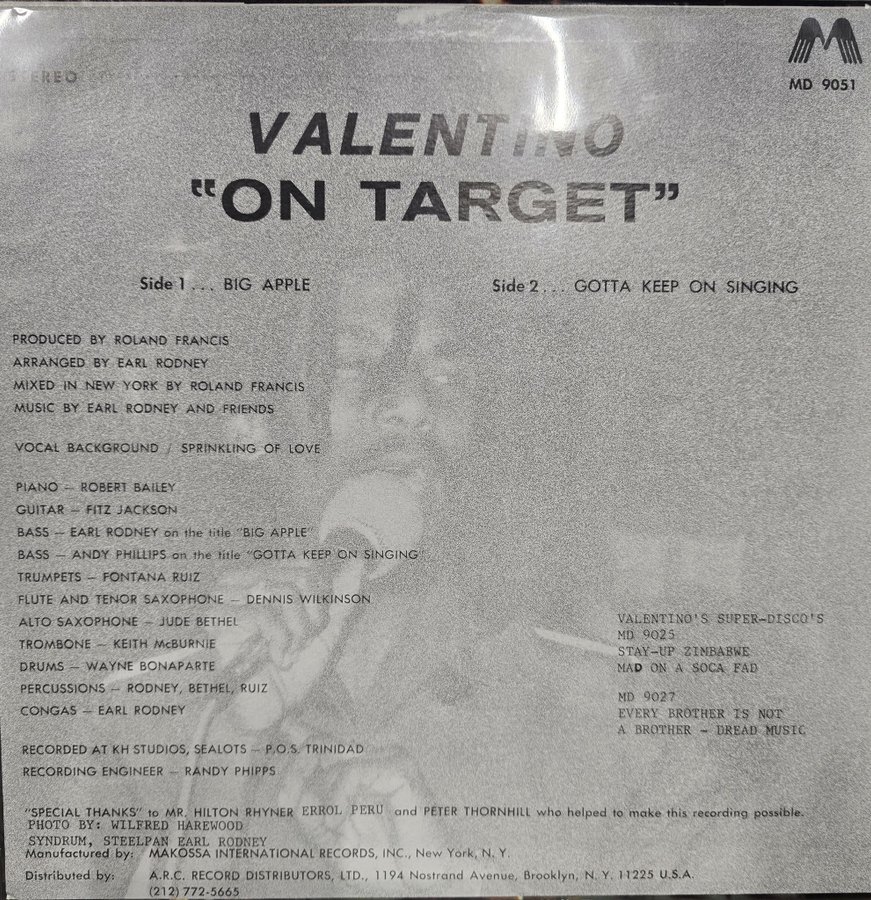 STEREO
MD 9051
VALENTINO
"ON TARGET"
Side 1 . . . BIG APPLE
Side 2 . . . GOTTA KEEP ON SINGING
PRODUCED BY ROLAND FRANCIS
ARRANGED BY EARL RODNEY
MIXED IN NEW YORK BY ROLAND FRANCIS
MUSIC BY EARL RODNEY AND FRIENDS
VOCAL BACKGROUND / SPRINKLING OF LOVE
PIANO — ROBERT BAILEY
GUITAR — FITZ JACKSON
BASS — EARL RODNEY on the title "BIG APPLE"
BASS — ANDY PHILLIPS on the title "GOTTA KEEP ON SINGING"
TRUMPETS — FONTANA RUIZ
FLUTE AND TENOR SAXOPHONE — DENNIS WILKINSON
ALTO SAXOPHONE — JUDE BETHEL
TROMBONE — KEITH McBURNIE
DRUMS — WAYNE BONAPARTE
PERCUSSIONS — RODNEY, BETHEL, RUIZ
CONGAS — EARL RODNEY
RECORDED AT KH STUDIOS, SEALOTS — P.O.S. TRINIDAD
RECORDING ENGINEER — RANDY PHIPPS
VALENTINO'S SUPER-DISCO'S
MD 9025
STAY-UP ZIMBABWE
MAD ON A SOCA FAD
MD 9027
EVERY BROTHER IS NOT
A BROTHER - DREAD MUSIC
"SPECIAL THANKS" to MR. HILTON RHYNER ERROL PERU and PETER THORNHILL who helped to make this recording possible.
PHOTO BY: WILFRED HAREWOOD
SYNDRUM, STEELPAN EARL RODNEY
Manufactured by: MAKOSSA INTERNATIONAL RECORDS, INC., New York, N. Y.
Distributed by: A.R.C. RECORD DISTRIBUTORS, LTD., 1194 Nostrand Avenue, Brooklyn, N. Y. 11225 U.S.A.
(212) 772-5665